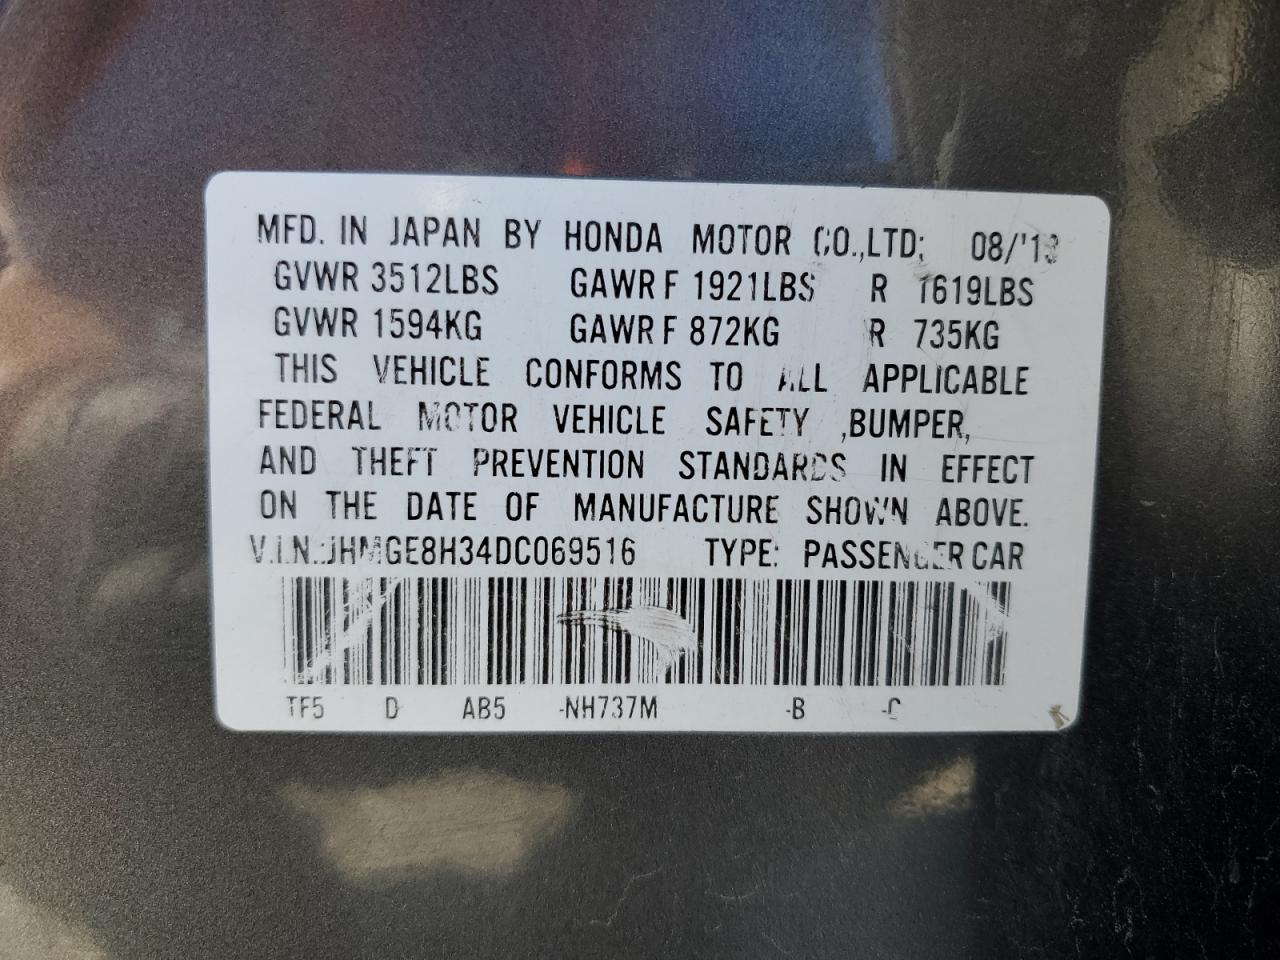 MFD. IN JAPAN BY HONDA MOTOR CO.,LTD; 08/'13
GVWR 3512LBS GAWR F 1921LBS R 1619LBS
GVWR 1594KG GAWR F 872KG R 735KG
THIS VEHICLE CONFORMS TO ALL APPLICABLE
FEDERAL MOTOR VEHICLE SAFETY ,BUMPER,
AND THEFT PREVENTION STANDARDS IN EFFECT
ON THE DATE OF MANUFACTURE SHOWN ABOVE.
V.I.N.:JHMGE8H34DC069516 TYPE: PASSENGER CAR
TF5 D AB5 -NH737M -B -C